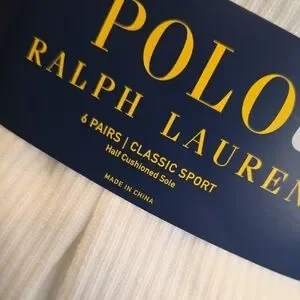 POLO
RALPH LAUREN
6 PAIRS | CLASSIC SPORT
Half Cushioned Sole
MADE IN CHINA